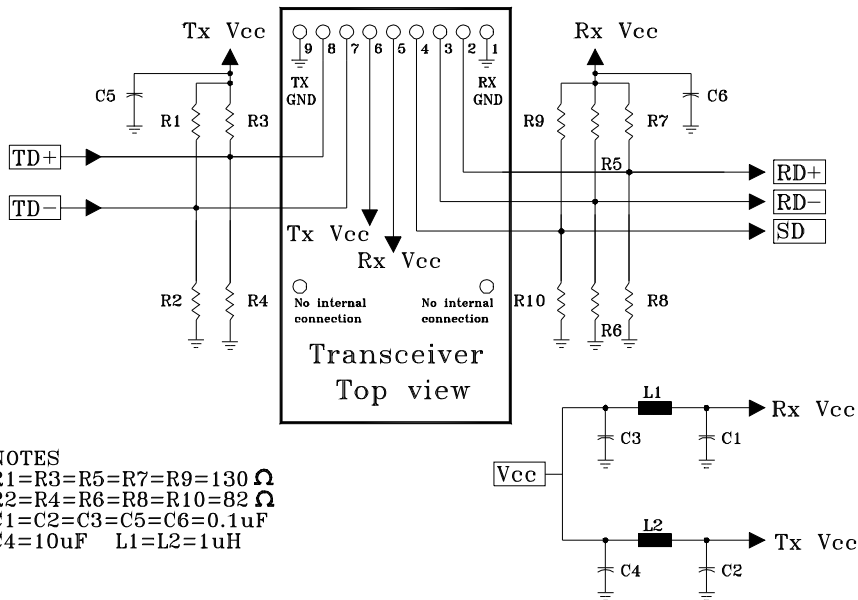 Tx Vcc
Rx Vcc
9 8 7 6 5 4 3 2 1
TX
GND
RX
GND
C5
C6
R1
R3
R9
R7
TD+
R5
RD+
TD-
RD-
Tx Vcc
SD
Rx Vcc
R2
R4
No internal
connection
No internal
connection
R10
R8
R6
Transceiver
Top view
L1
Rx Vcc
C3
C1
Vcc
L2
Tx Vcc
C4
C2
NOTES
R1=R3=R5=R7=R9=130 Ω
R2=R4=R6=R8=R10=82 Ω
C1=C2=C3=C5=C6=0.1uF
C4=10uF L1=L2=1uH